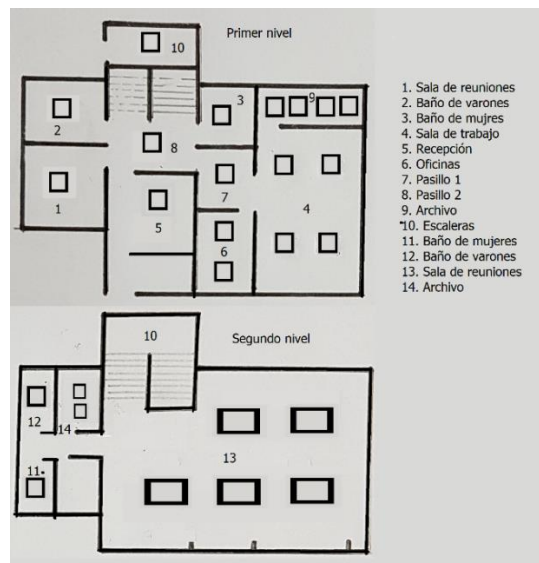 Primer nivel
10
3
9
2
8
7
1
5
4
6
1. Sala de reuniones
2. Baño de varones
3. Baño de mujres
4. Sala de trabajo
5. Recepción
6. Oficinas
7. Pasillo 1
8. Pasillo 2
9. Archivo
10. Escaleras
11. Baño de mujeres
12. Baño de varones
13. Sala de reuniones
14. Archivo
10
Segundo nivel
12
14
13
11